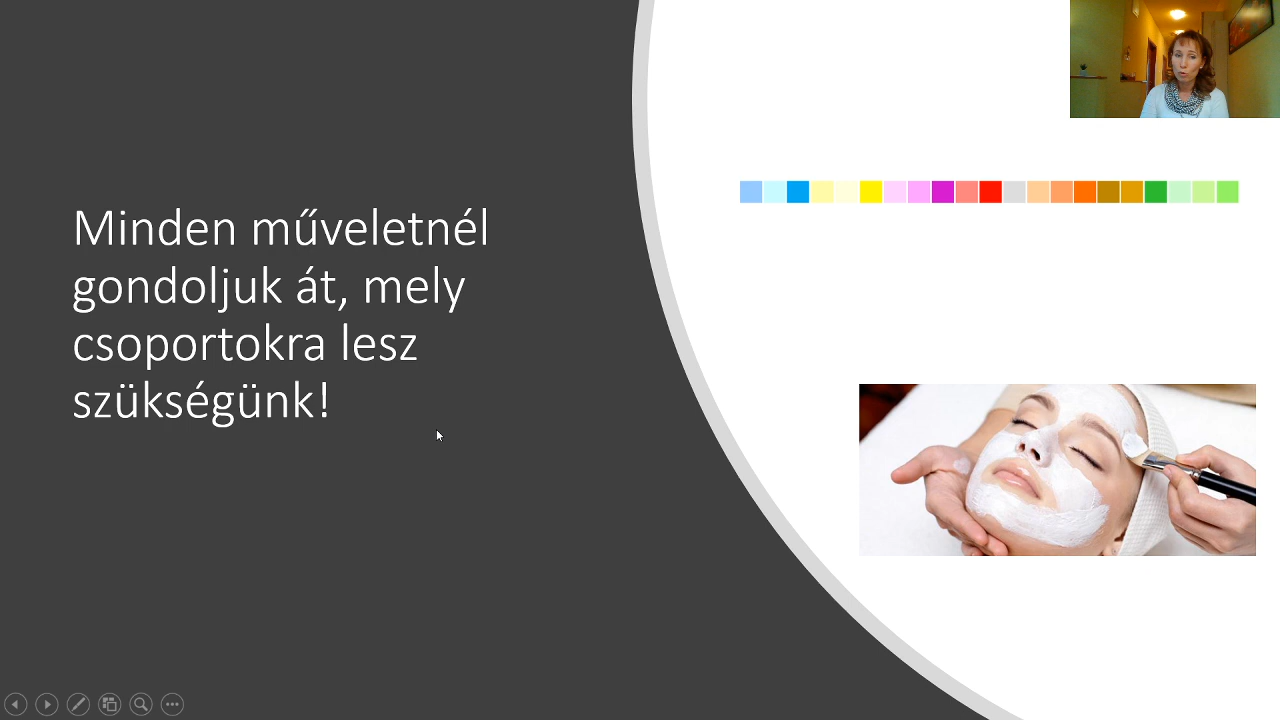 Minden műveletnél
gondoljuk át, mely
csoportokra lesz
szükségünk!